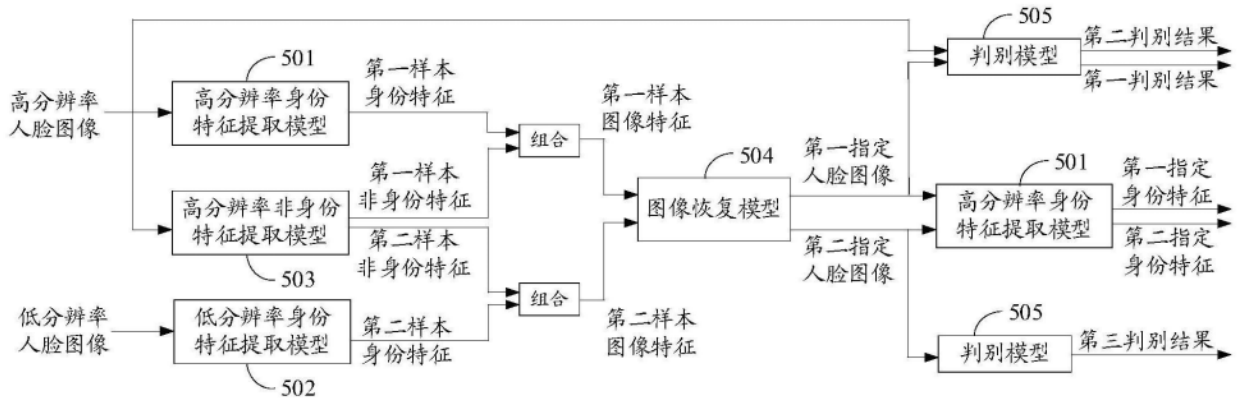 505
第二判别结果
判别模型
第一判别结果
501
第一样本
身份特征
高分辨率
人脸图像
高分辨率身份
特征提取模型
第一样本
图像特征
组合
504
第一指定
人脸图像
501
第一指定
身份特征
第一样本
非身份特征
高分辨率非身份
特征提取模型
图像恢复模型
高分辨率身份
特征提取模型
第二样本
非身份特征
第二指定
人脸图像
第二指定
身份特征
503
组合
低分辨率
人脸图像
低分辨率身份
特征提取模型
第二样本
身份特征
第二样本
图像特征
505
判别模型
第三判别结果
502